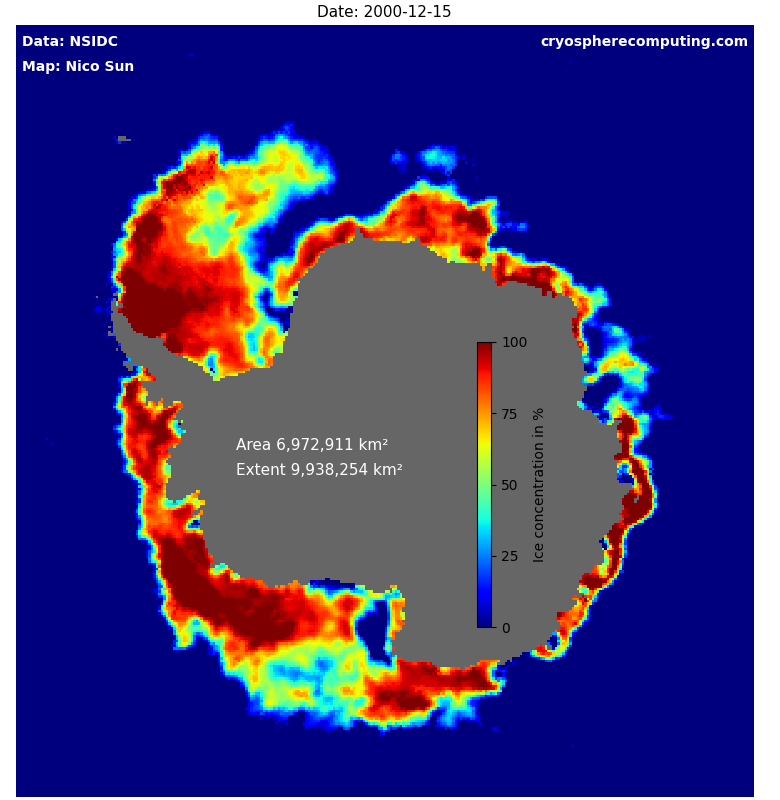 Date: 2000-12-15
Data: NSIDC
cryospherecomputing.com
Map: Nico Sun
100
75
50
25
0
Ice concentration in %
Area 6,972,911 km²
Extent 9,938,254 km²